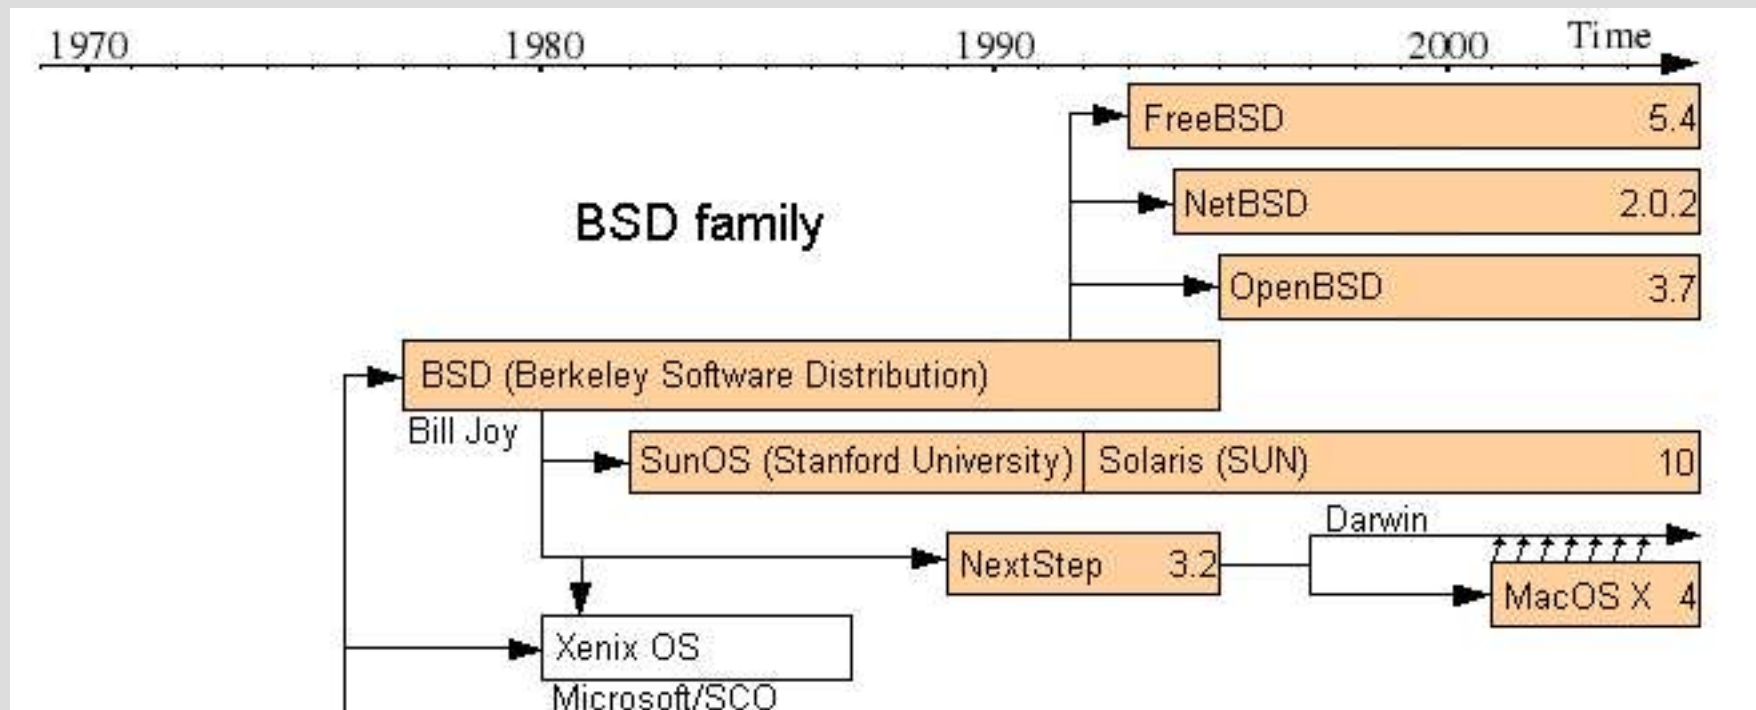 1970 1980 1990 2000 Time
FreeBSD 5.4
BSD family
NetBSD 2.0.2
OpenBSD 3.7
BSD (Berkeley Software Distribution)
Bill Joy
SunOS (Stanford University) Solaris (SUN) 10
Darwin
NextStep 3.2
MacOS X 4
Xenix OS
Microsoft/SCO